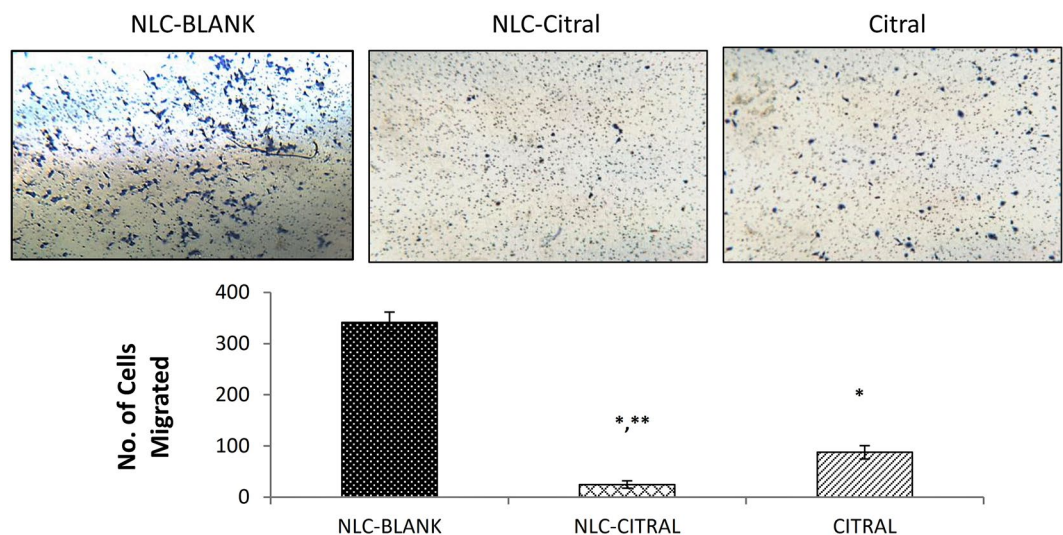 NLC-BLANK
NLC-Citral
Citral
400
300
200
100
0
No. of Cells
Migrated
*,**
*
NLC-BLANK
NLC-CITRAL
CITRAL